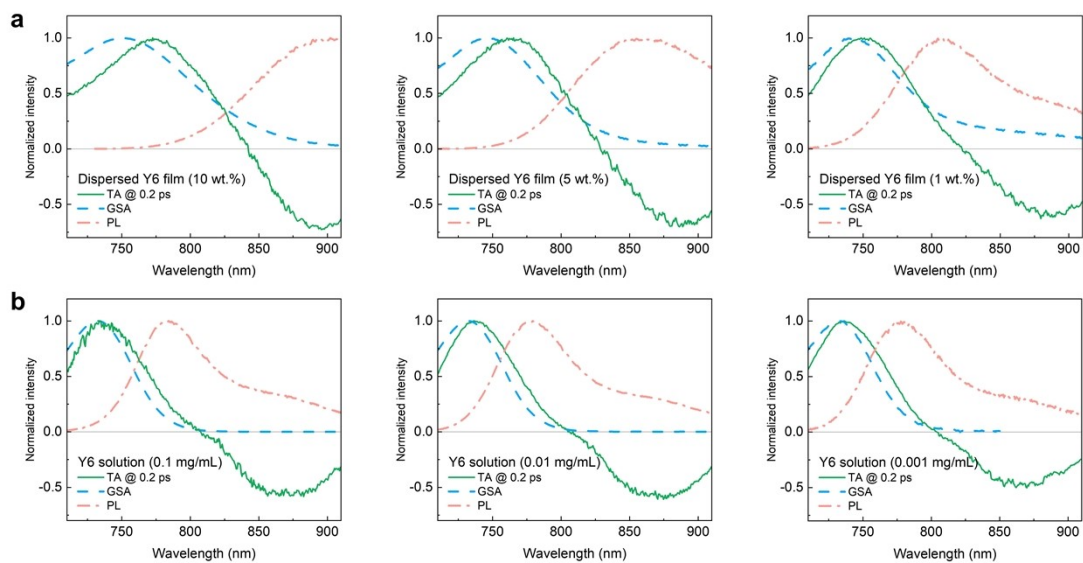 a
Normalized intensity
1.0
0.5
0.0
-0.5
Dispersed Y6 film (10 wt.%)
TA @ 0.2 ps
GSA
PL
750
800
850
900
Wavelength (nm)
Normalized intensity
1.0
0.5
0.0
-0.5
Dispersed Y6 film (5 wt.%)
TA @ 0.2 ps
GSA
PL
750
800
850
900
Wavelength (nm)
Normalized intensity
1.0
0.5
0.0
-0.5
Dispersed Y6 film (1 wt.%)
TA @ 0.2 ps
GSA
PL
750
800
850
900
Wavelength (nm)
b
Normalized intensity
1.0
0.5
0.0
-0.5
Y6 solution (0.1 mg/mL)
TA @ 0.2 ps
GSA
PL
750
800
850
900
Wavelength (nm)
Normalized intensity
1.0
0.5
0.0
-0.5
Y6 solution (0.01 mg/mL)
TA @ 0.2 ps
GSA
PL
750
800
850
900
Wavelength (nm)
Normalized intensity
1.0
0.5
0.0
-0.5
Y6 solution (0.001 mg/mL)
TA @ 0.2 ps
GSA
PL
750
800
850
900
Wavelength (nm)